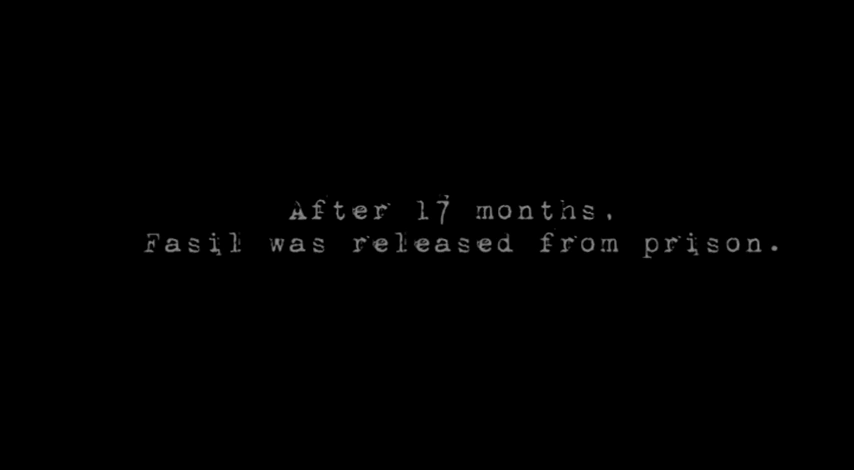 After 17 months,
Fasil was released from prison.